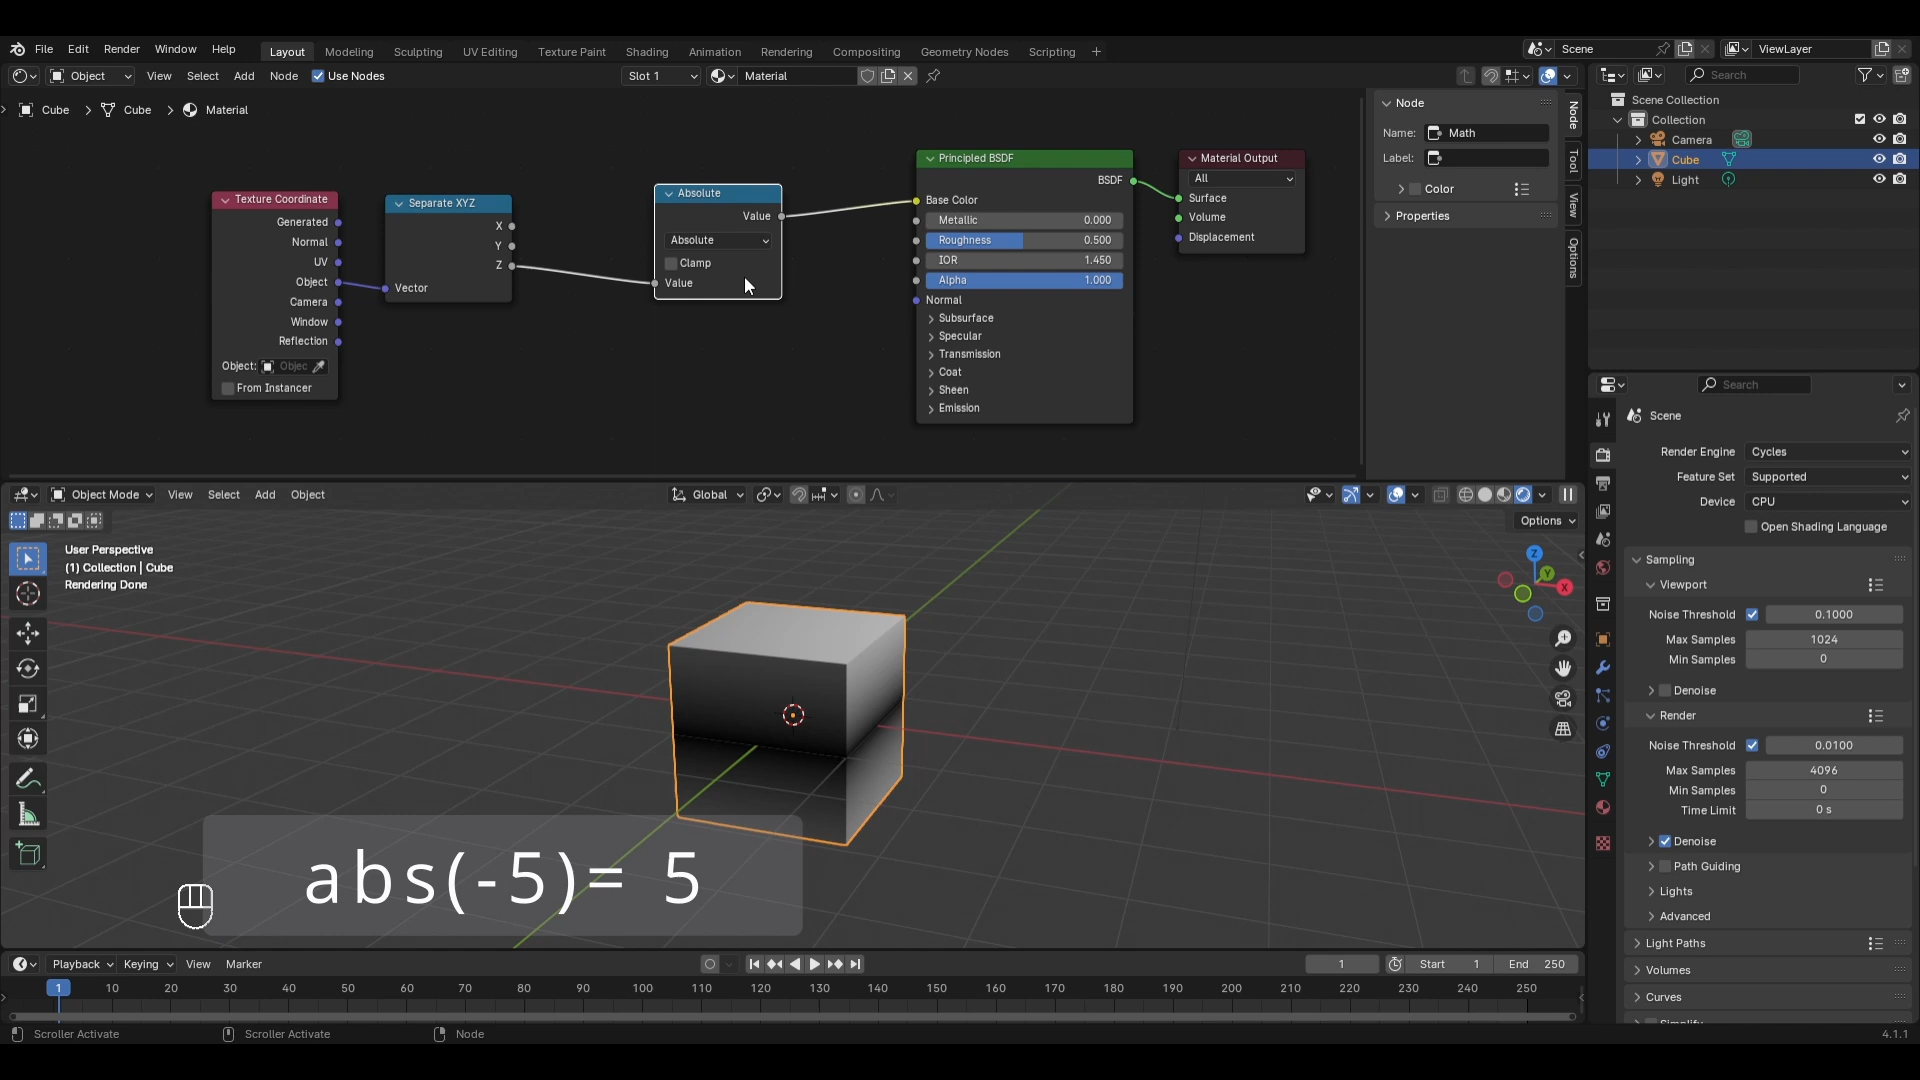 File Edit Render Window Help Layout Modeling Sculpting UV Editing Texture Paint Shading Animation Rendering Compositing Geometry Nodes Scripting + Scene ViewLayer
Object View Select Add Node Use Nodes Slot 1 Material Search
Cube > Cube > Material
Node
Name: Math
Label:
Color
Properties
Node
Tool
View
Options
Scene Collection
Collection
Camera
Cube
Light
Texture Coordinate
Generated
Normal
UV
Object
Camera
Window
Reflection
Object: Objec
From Instancer
Separate XYZ
X
Y
Z
Vector
Absolute
Value
Absolute
Clamp
Value
Principled BSDF
BSDF
Base Color
Metallic 0.000
Roughness 0.500
IOR 1.450
Alpha 1.000
Normal
Subsurface
Specular
Transmission
Coat
Sheen
Emission
Material Output
All
Surface
Volume
Displacement
Search
Scene
Render Engine Cycles
Feature Set Supported
Device CPU
Open Shading Language
Sampling
Viewport
Noise Threshold 0.1000
Max Samples 1024
Min Samples 0
Denoise
Render
Noise Threshold 0.0100
Max Samples 4096
Min Samples 0
Time Limit 0 s
Denoise
Path Guiding
Lights
Advanced
Light Paths
Volumes
Curves
Object Mode View Select Add Object Global
Options
User Perspective
(1) Collection | Cube
Rendering Done
Z
Y
X
abs(-5)= 5
Playback Keying View Marker 1 Start 1 End 250
1 10 20 30 40 50 60 70 80 90 100 110 120 130 140 150 160 170 180 190 200 210 220 230 240 250
Scroller Activate Scroller Activate Node 4.1.1